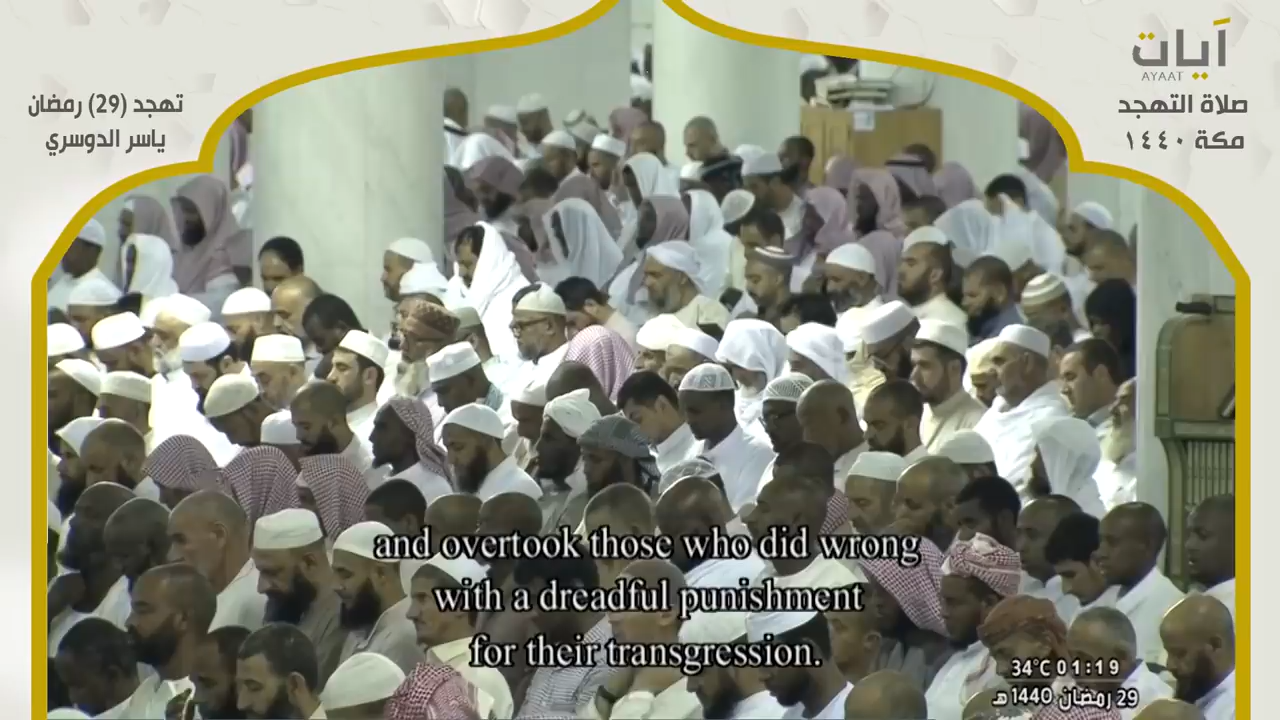 آيات
AYAAT
صلاة التهجد
مكة ١٤٤٠
تهجد (29) رمضان
ياسر الدوسري
and overtook those who did wrong
with a dreadful punishment
for their transgression.
34°C 01:19
29 رمضان 1440هـ